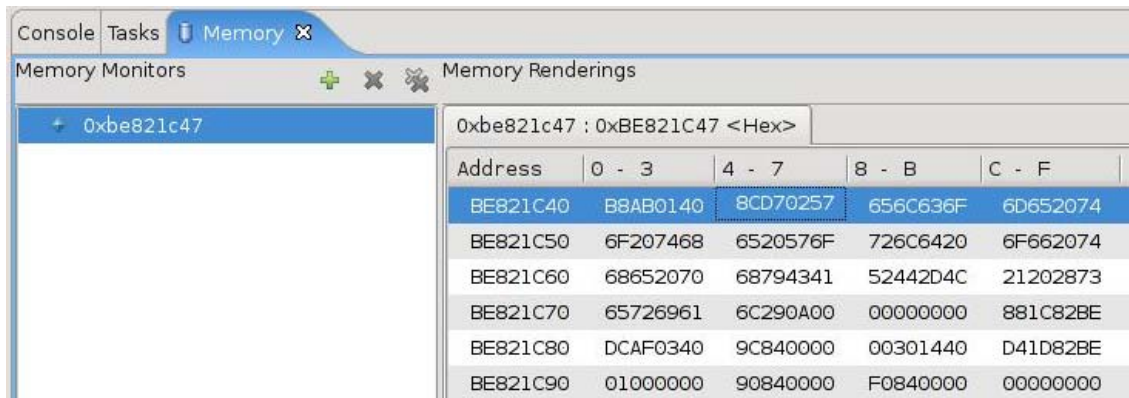 Console Tasks Memory
Memory Monitors Memory Renderings
0xbe821c47
0xbe821c47 : 0xBE821C47 <Hex>
Address 0 - 3 4 - 7 8 - B C - F
BE821C40 B8AB0140 8CD70257 656C636F 6D652074
BE821C50 6F207468 6520576F 726C6420 6F662074
BE821C60 68652070 68794341 52442D4C 21202873
BE821C70 65726961 6C290A00 00000000 881C82BE
BE821C80 DCAF0340 9C840000 00301440 D41D82BE
BE821C90 01000000 90840000 F0840000 00000000